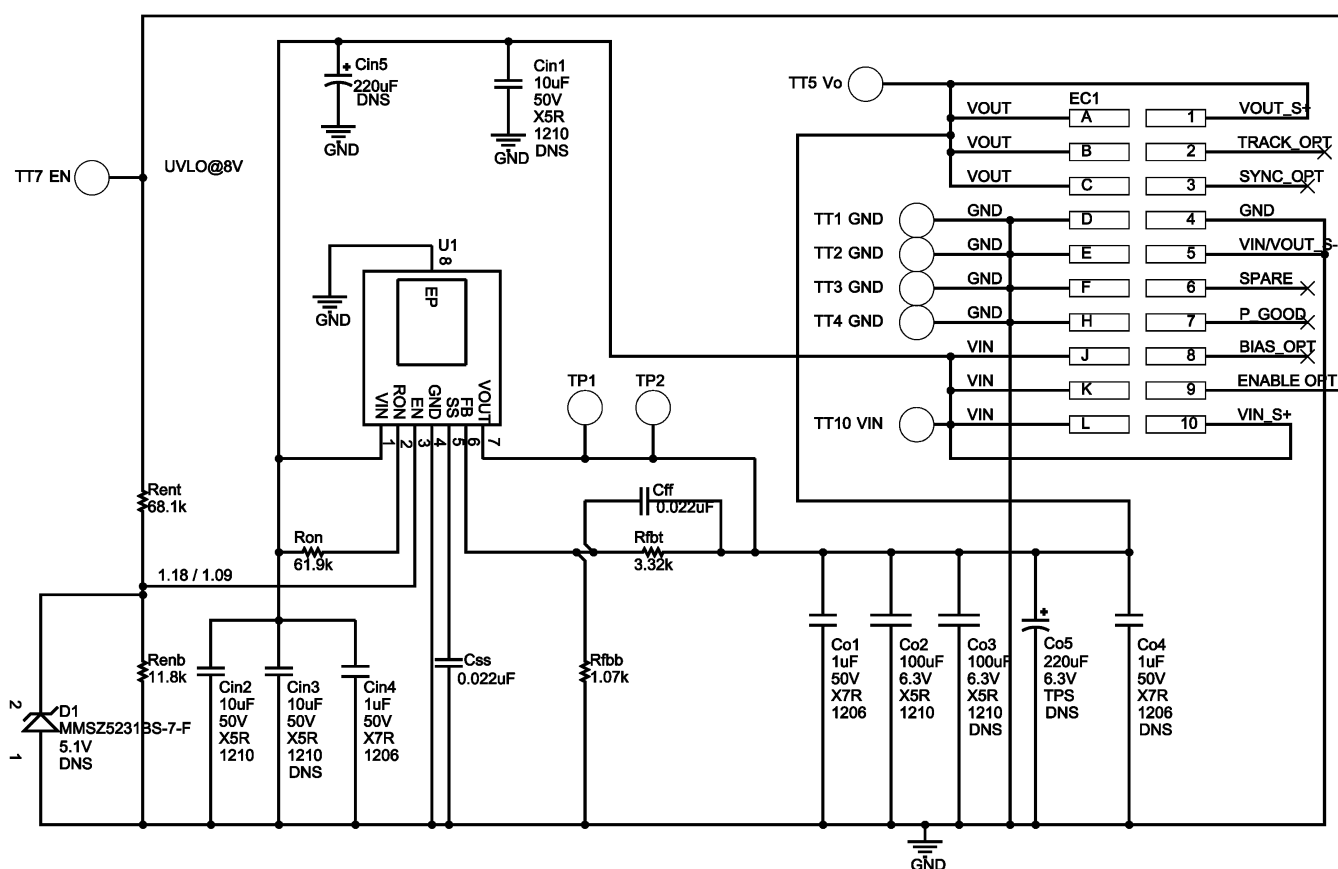 Cin5
+
220uF
DNS
GND
Cin1
10uF
50V
X5R
1210
DNS
GND
TT5 Vo
EC1
VOUT
A
1
VOUT_S+
VOUT
B
2
TRACK_OPT
VOUT
C
3
SYNC_OPT
TT1 GND
GND
D
4
GND
TT2 GND
GND
E
5
VIN/VOUT_S-
TT3 GND
GND
F
6
SPARE
TT4 GND
GND
H
7
P_GOOD
VIN
J
8
BIAS_OPT
VIN
K
9
ENABLE OPT
TT10 VIN
VIN
L
10
VIN_S+
TT7 EN
UVLO@8V
U1
8
EP
GND
VIN
RON
EN
GND
SS
FB
VOUT
1
2
3
4
5
6
7
TP1
TP2
Rent
68.1k
Ron
61.9k
Cff
0.022uF
Rfbt
3.32k
1.18 / 1.09
Renb
11.8k
2
D1
MMSZ5231BS-7-F
5.1V
DNS
1
Cin2
10uF
50V
X5R
1210
Cin3
10uF
50V
X5R
1210
DNS
Cin4
1uF
50V
X7R
1206
Css
0.022uF
Rfbb
1.07k
Co1
1uF
50V
X7R
1206
Co2
100uF
6.3V
X5R
1210
Co3
100uF
6.3V
X5R
1210
DNS
+
Co5
220uF
6.3V
TPS
DNS
Co4
1uF
50V
X7R
1206
DNS
GND